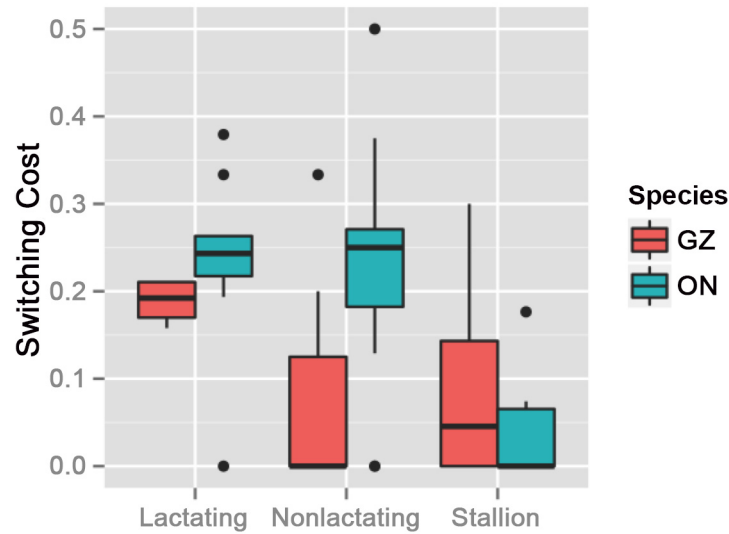 Switching Cost
0.5
0.4
0.3
0.2
0.1
0.0
Lactating Nonlactating Stallion
Species
GZ
ON